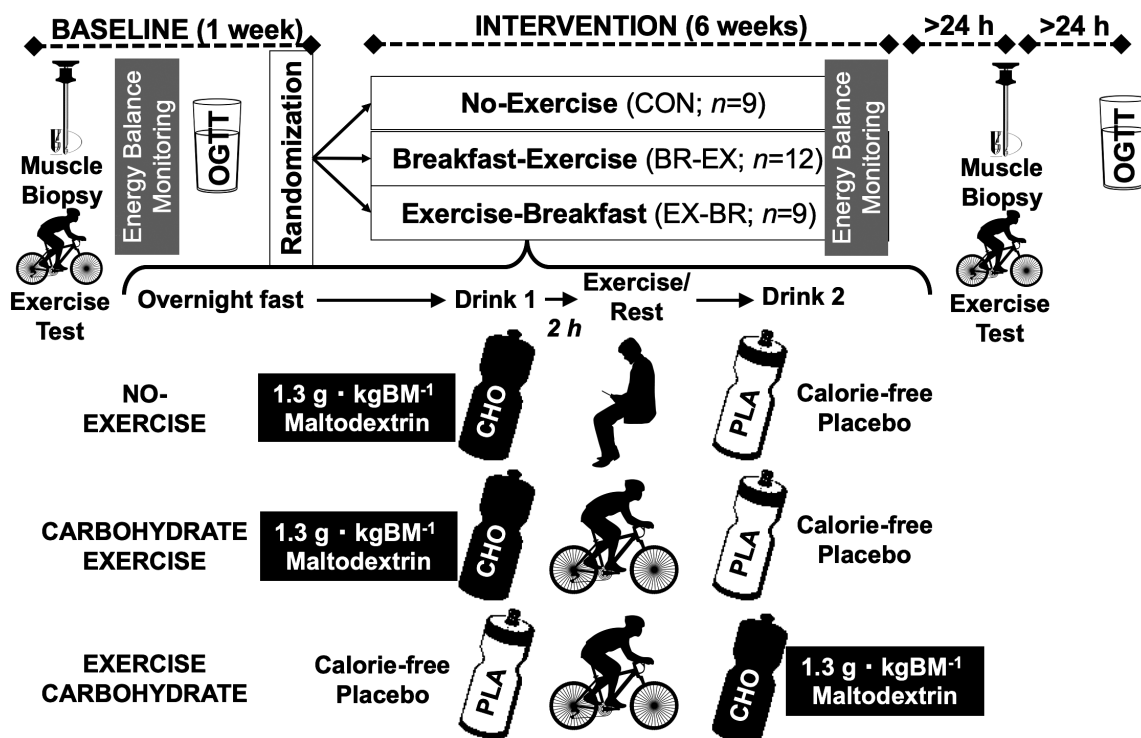 BASELINE (1 week)
INTERVENTION (6 weeks)
>24 h
>24 h
Muscle
Biopsy
Exercise
Test
Energy Balance
Monitoring
OGTT
Randomization
No-Exercise (CON; n=9)
Breakfast-Exercise (BR-EX; n=12)
Exercise-Breakfast (EX-BR; n=9)
Energy Balance
Monitoring
Muscle
Biopsy
Exercise
Test
OGTT
Overnight fast
Drink 1
2 h
Exercise/
Rest
Drink 2
NO-
EXERCISE
1.3 g · kgBM⁻¹
Maltodextrin
CHO
PLA
Calorie-free
Placebo
CARBOHYDRATE
EXERCISE
1.3 g · kgBM⁻¹
Maltodextrin
CHO
PLA
Calorie-free
Placebo
EXERCISE
CARBOHYDRATE
Calorie-free
Placebo
PLA
CHO
1.3 g · kgBM⁻¹
Maltodextrin